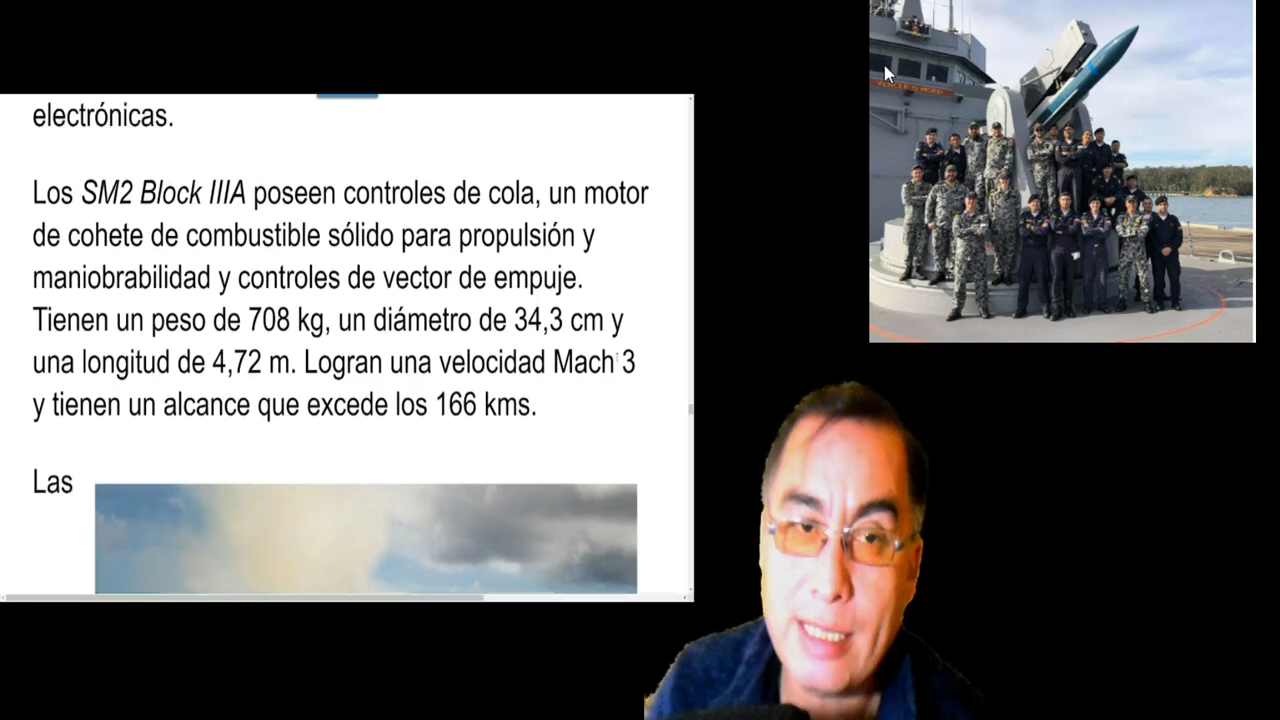 electrónicas.
Los SM2 Block IIIA poseen controles de cola, un motor
de cohete de combustible sólido para propulsión y
maniobrabilidad y controles de vector de empuje.
Tienen un peso de 708 kg, un diámetro de 34,3 cm y
una longitud de 4,72 m. Logran una velocidad Mach 3
y tienen un alcance que excede los 166 kms.
Las
VENCER O MORIR